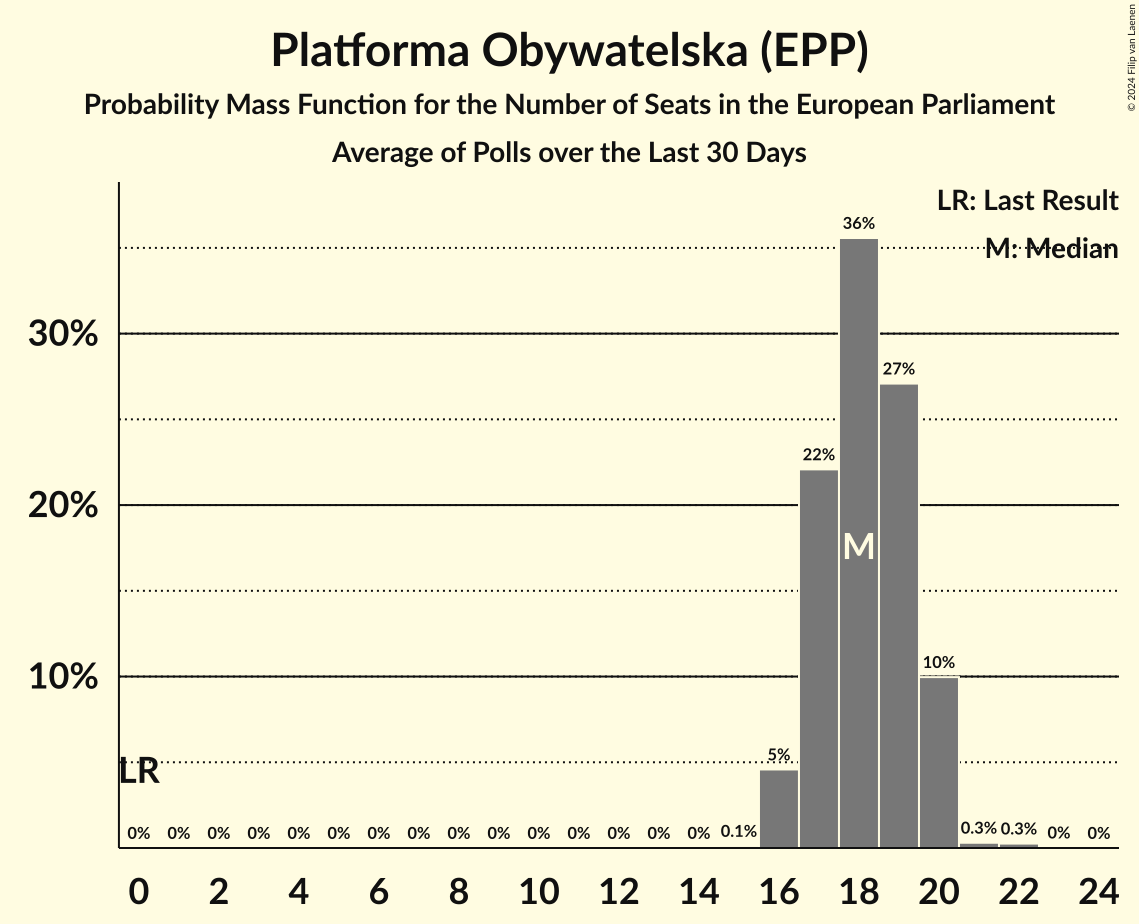 Platforma Obywatelska (EPP)
Probability Mass Function for the Number of Seats in the European Parliament
Average of Polls over the Last 30 Days
© 2024 Filip van Laenen
LR: Last Result
M: Median
36%
30%
27%
22%
20%
M
10%
10%
5%
LR
0% 0% 0% 0% 0% 0% 0% 0% 0% 0% 0% 0% 0% 0% 0% 0.1% 0.3% 0.3% 0% 0%
0 2 4 6 8 10 12 14 16 18 20 22 24